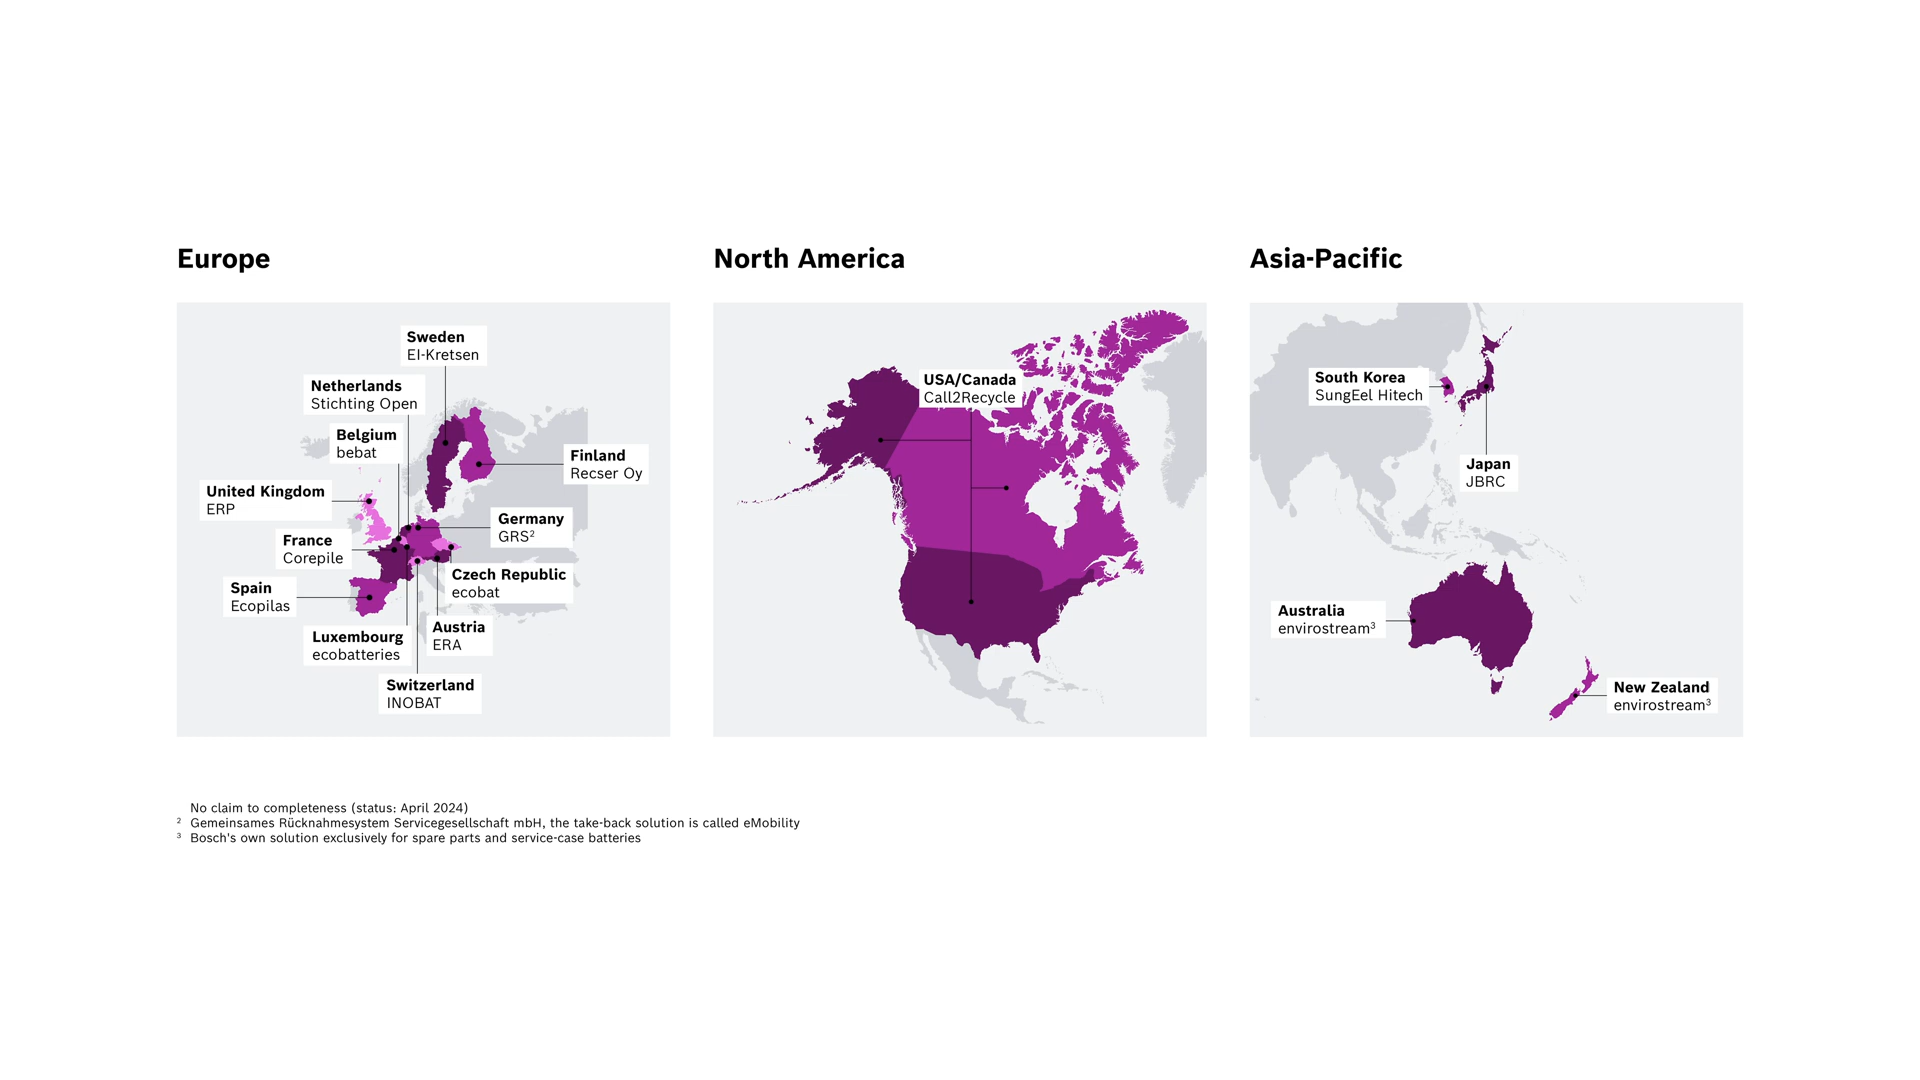 Europe
Sweden
EI-Kretsen
Netherlands
Stichting Open
Belgium
bebat
Finland
Recser Oy
United Kingdom
ERP
Germany
GRS²
France
Corepile
Czech Republic
ecobat
Spain
Ecopilas
Austria
ERA
Luxembourg
ecobatteries
Switzerland
INOBAT
North America
USA/Canada
Call2Recycle
Asia-Pacific
South Korea
SungEel Hitech
Japan
JBRC
Australia
envirostream³
New Zealand
envirostream³
No claim to completeness (status: April 2024)
² Gemeinsames Rücknahmesystem Servicegesellschaft mbH, the take-back solution is called eMobility
³ Bosch's own solution exclusively for spare parts and service-case batteries